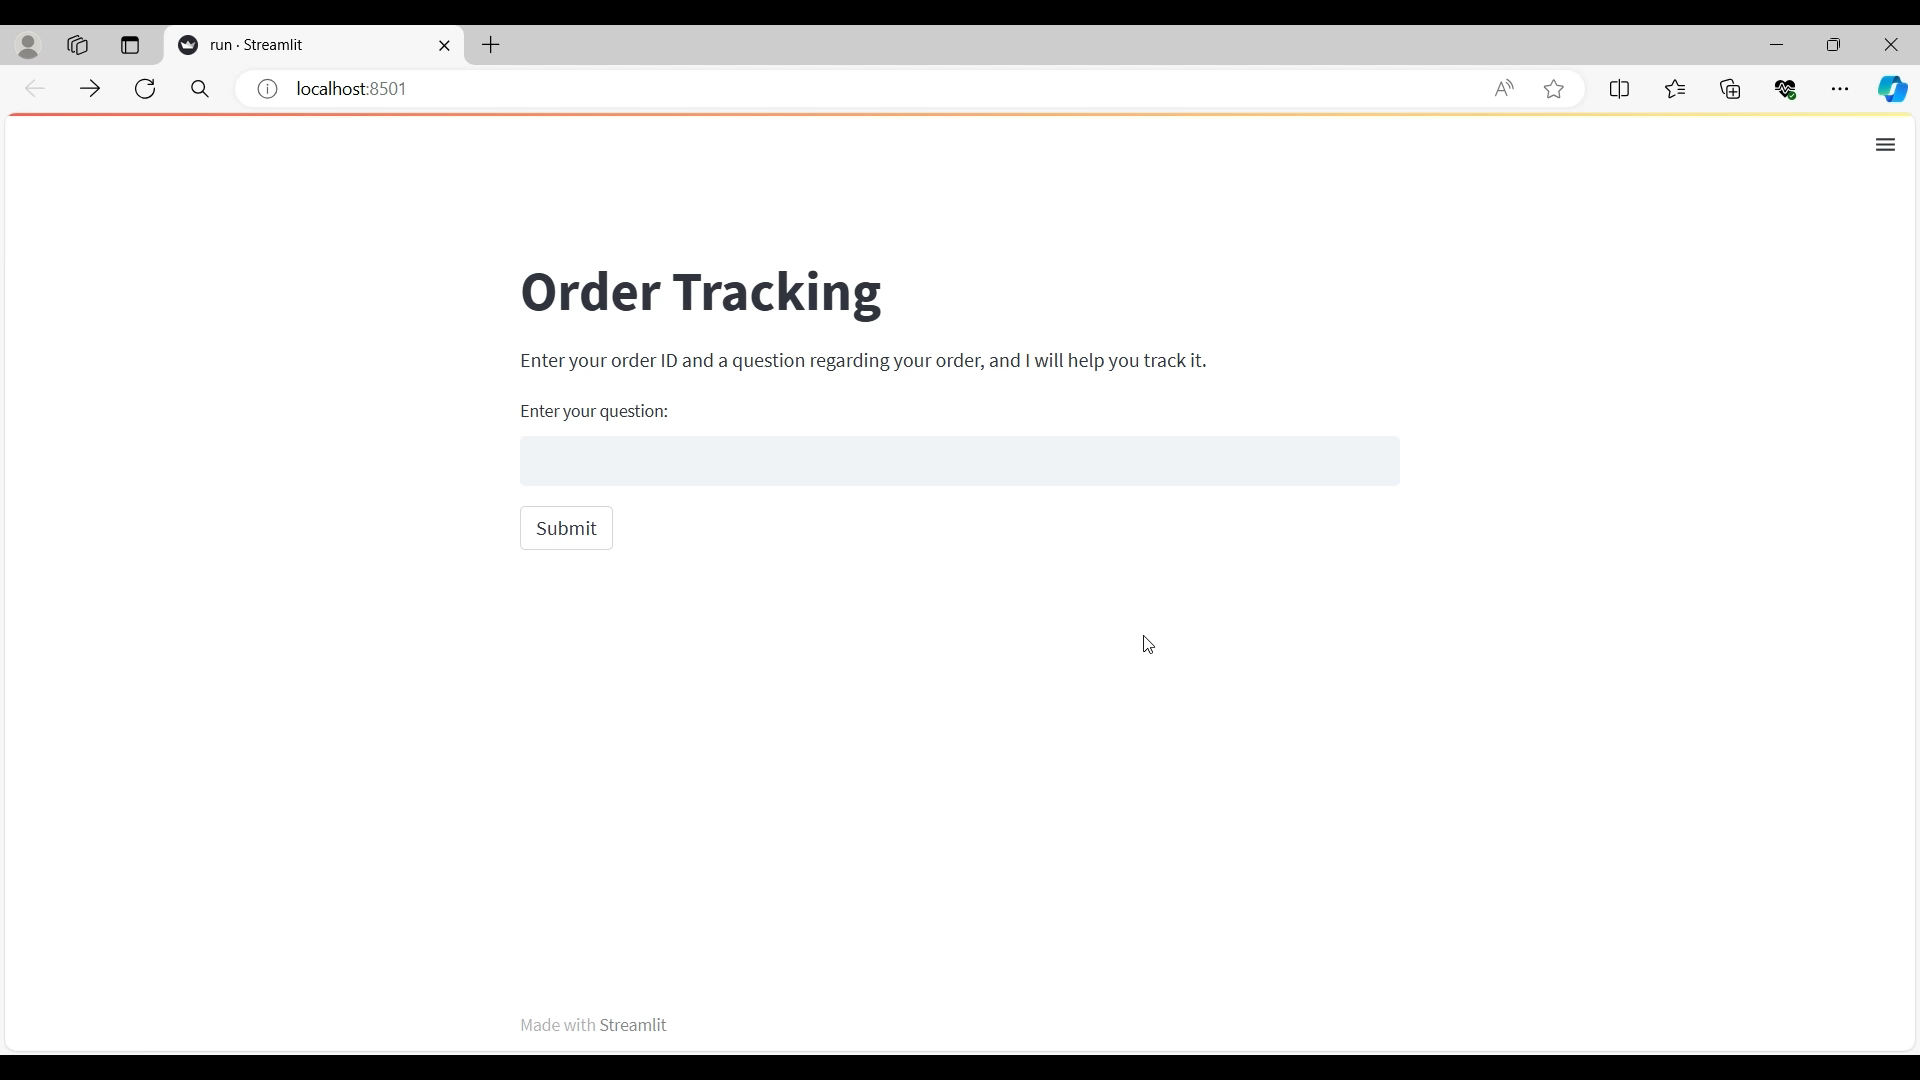 run · Streamlit
localhost:8501
Order Tracking
Enter your order ID and a question regarding your order, and I will help you track it.
Enter your question:
Submit
Made with Streamlit